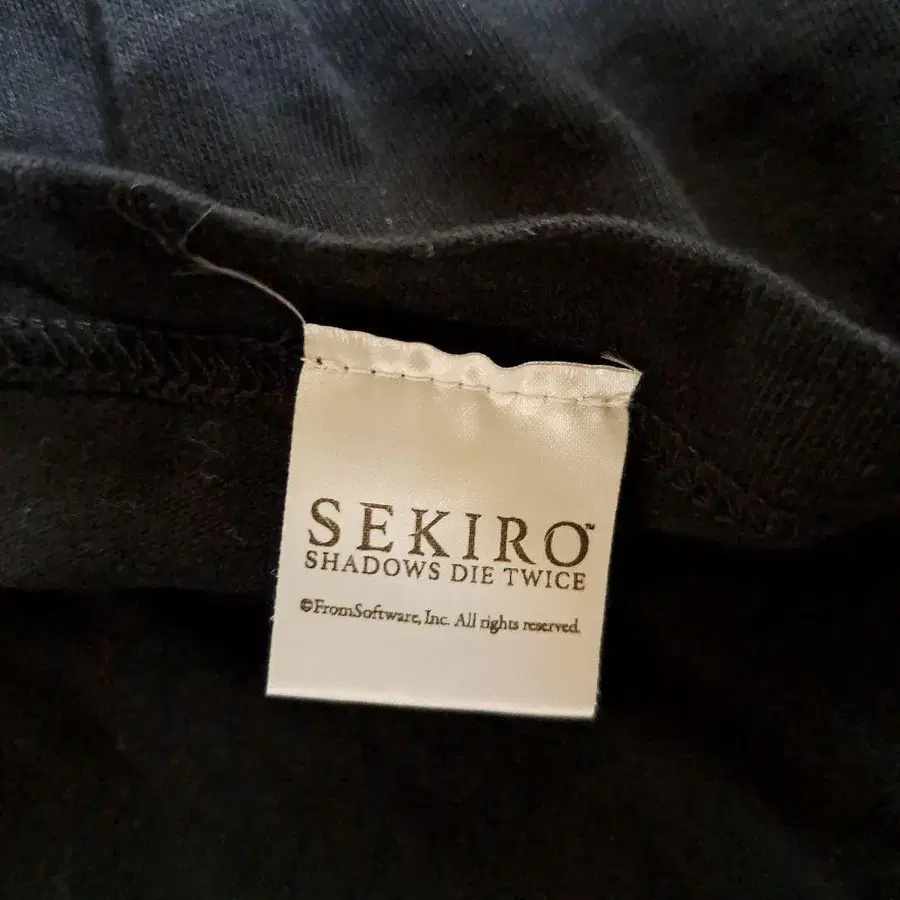 SEKIRO™
SHADOWS DIE TWICE
©FromSoftware, Inc. All rights reserved.